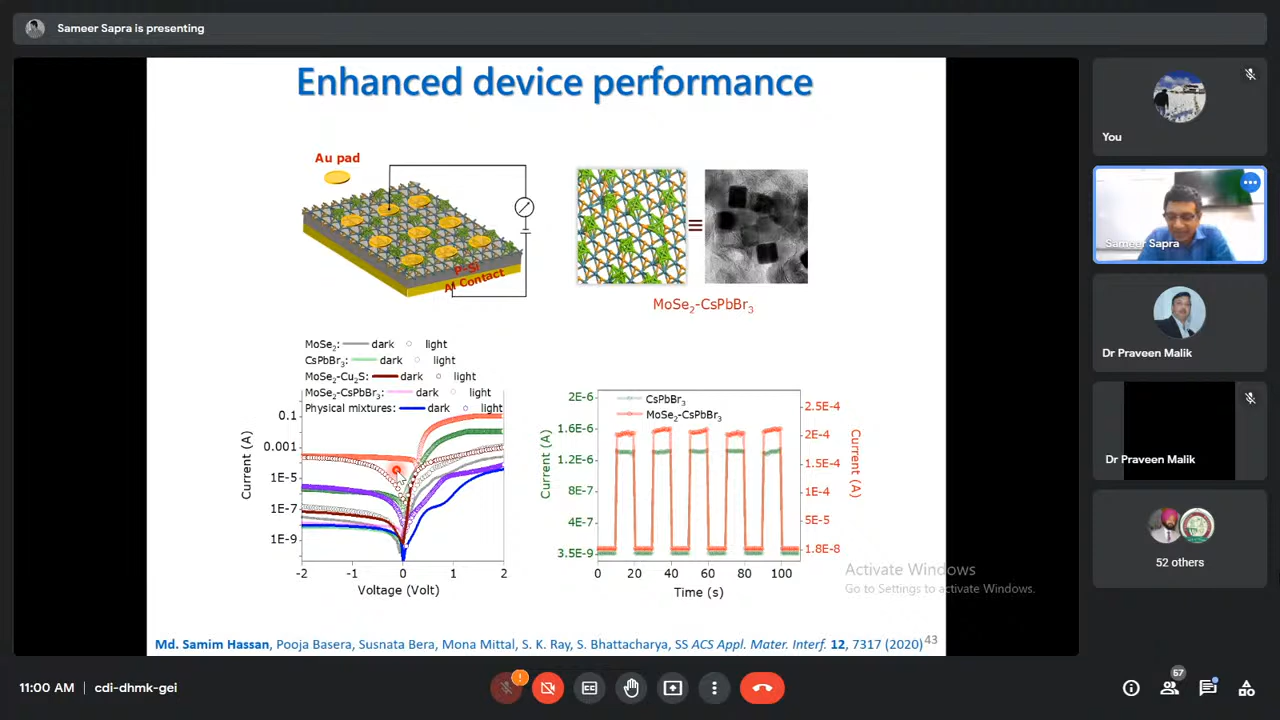 Sameer Sapra is presenting
Enhanced device performance
Au pad
P-Si
Al Contact
≡
MoSe2-CsPbBr3
MoSe2: dark light
CsPbBr3: dark light
MoSe2-Cu2S: dark light
MoSe2-CsPbBr3: dark light
Physical mixtures: dark light
Current (A)
0.1
0.001
1E-5
1E-7
1E-9
-2 -1 0 1 2
Voltage (Volt)
CsPbBr3
MoSe2-CsPbBr3
Current (A)
2E-6
1.6E-6
1.2E-6
8E-7
4E-7
3.5E-9
2.5E-4
2E-4
1.5E-4
1E-4
5E-5
1.8E-8
Current (A)
0 20 40 60 80 100
Time (s)
Activate Windows
Go to Settings to activate Windows.
Md. Samim Hassan, Pooja Basera, Susnata Bera, Mona Mittal, S. K. Ray, S. Bhattacharya, SS ACS Appl. Mater. Interf. 12, 7317 (2020)
43
You
Sameer Sapra
Dr Praveen Malik
Dr Praveen Malik
52 others
11:00 AM | cdi-dhmk-gei
57